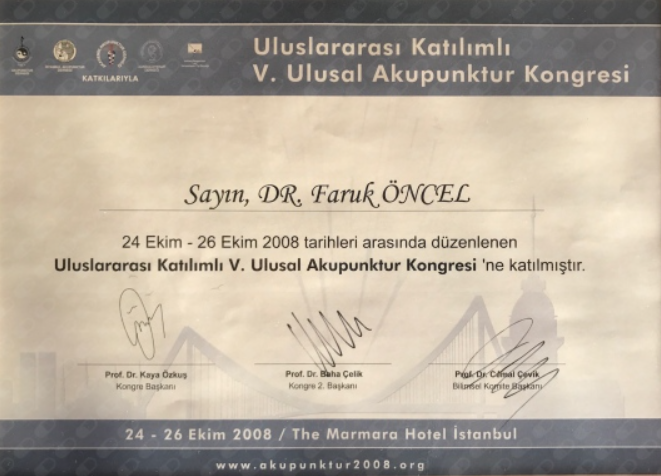 Uluslararası Katılımlı
V. Ulusal Akupunktur Kongresi
KATKILARIYLA
Sayın, DR. Faruk ÖNCEL
24 Ekim - 26 Ekim 2008 tarihleri arasında düzenlenen
Uluslararası Katılımlı V. Ulusal Akupunktur Kongresi 'ne katılmıştır.
Prof. Dr. Kaya Özkuş
Kongre Başkanı
Prof. Dr. Baha Çelik
Kongre 2. Başkanı
Prof. Dr. Cemal Çevik
Bilimsel Komite Başkanı
24 - 26 Ekim 2008 / The Marmara Hotel İstanbul
www.akupunktur2008.org